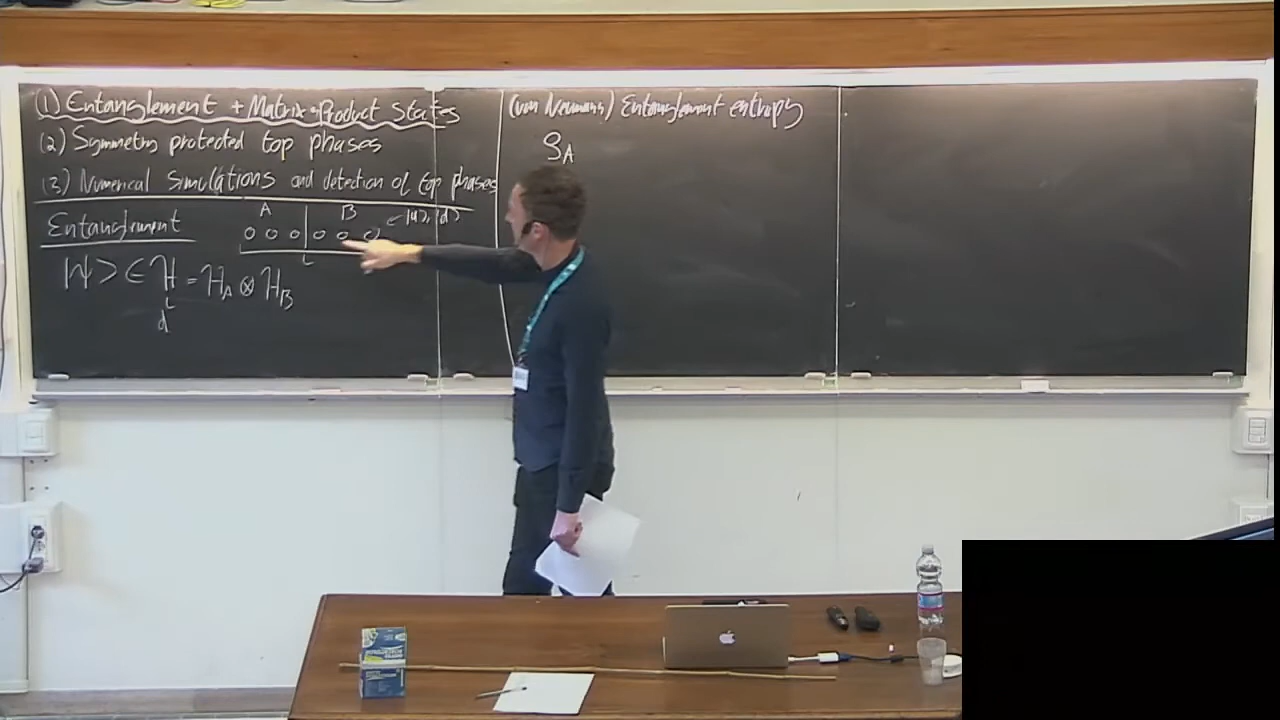 (1) Entanglement + Matrix-Product States
(2) Symmetry protected top phases
(3) Numerical simulations and detection of top phases
Entanglement
A B
L
|ψ> ∈ H = H_A ⊗ H_B
d^L
(von Neumann) Entanglement entropy
S_A